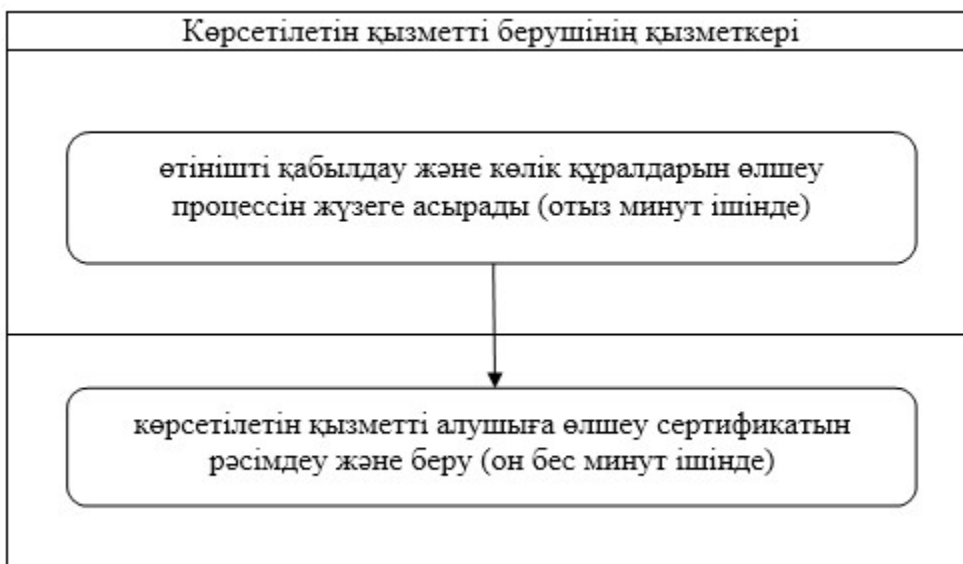 Көрсетілетін қызметті берушінің қызметкері
өтінішті қабылдау және көлік құралдарын өлшеу
процессін жүзеге асырады (отыз минут ішінде)
көрсетілетін қызметті алушыға өлшеу сертификатын
рәсімдеу және беру (он бес минут ішінде)